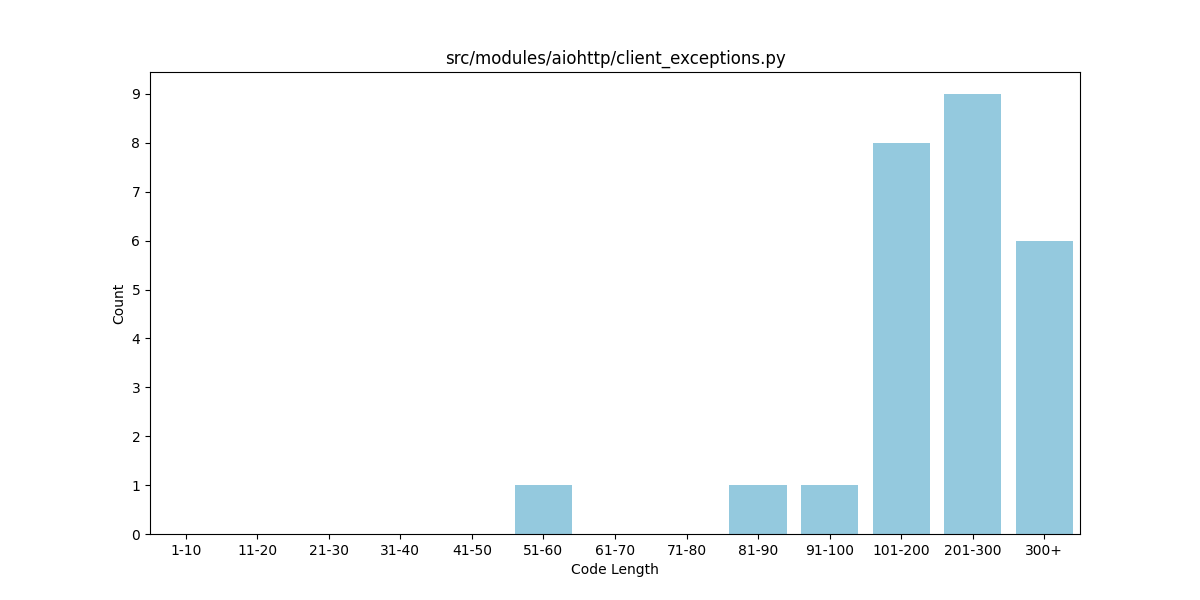 src/modules/aiohttp/client_exceptions.py
9
8
7
6
5
4
3
2
1
0
Count
1-10 11-20 21-30 31-40 41-50 51-60 61-70 71-80 81-90 91-100 101-200 201-300 300+
Code Length